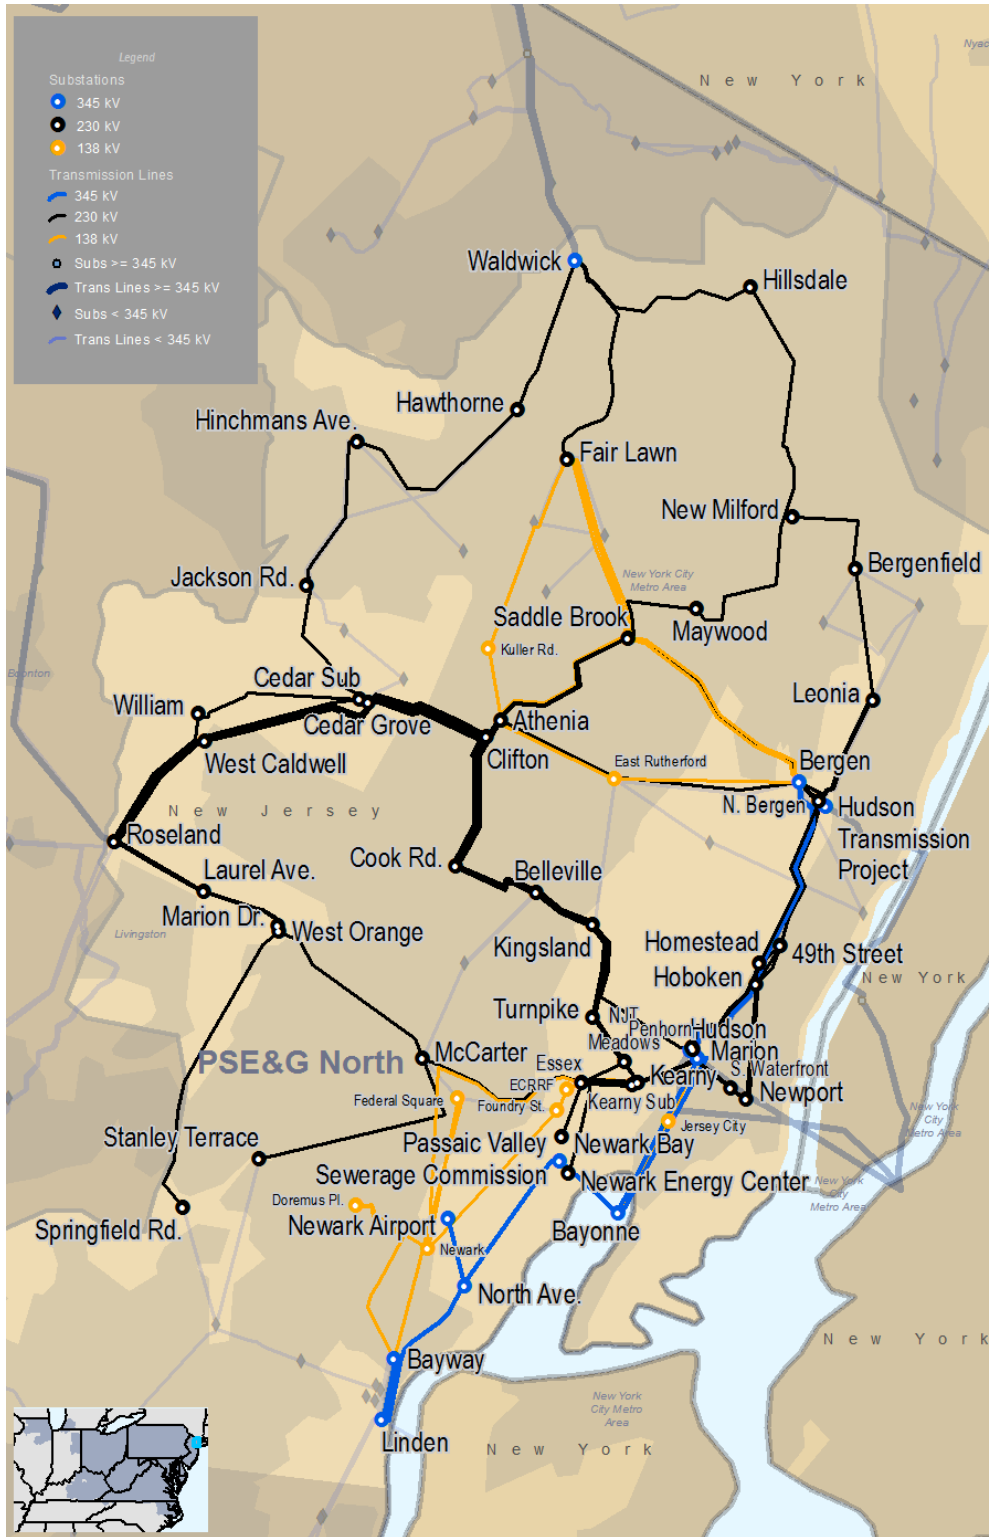 Legend
Substations
345 kV
230 kV
138 kV
Transmission Lines
345 kV
230 kV
138 kV
Subs >= 345 kV
Trans Lines >= 345 kV
Subs < 345 kV
Trans Lines < 345 kV
Nyac
New York
Waldwick
Hillsdale
Hawthorne
Hinchmans Ave.
Fair Lawn
New Milford
Bergenfield
Jackson Rd.
New York City
Metro Area
Saddle Brook
Maywood
Kuller Rd.
Boonton
Cedar Sub
William
Leonia
Cedar Grove
Athenia
Clifton
West Caldwell
East Rutherford
Bergen
N. Bergen
Hudson
Transmission
Project
New Jersey
Roseland
Laurel Ave.
Cook Rd.
Belleville
Marion Dr.
West Orange
Livingston
Kingsland
Homestead
49th Street
Hoboken
New York
Turnpike
NJT
Meadows
Penhorn
Hudson
Marion
PSE&G North
McCarter
Essex
ECRRF
Kearny
S. Waterfront
Newport
Federal Square
Foundry St.
Kearny Sub
Jersey City
New York
City
Metro Area
Stanley Terrace
Passaic Valley
Sewerage Commission
Newark Bay
Newark Energy Center
New York
City
Metro Area
Doremus Pl.
Newark Airport
Springfield Rd.
Bayonne
Newark
North Ave.
New York
Bayway
New York
City Metro
Area
Linden
New York